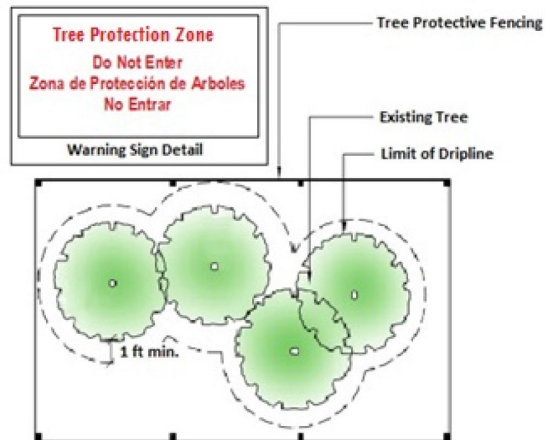 Tree Protection Zone
Do Not Enter
Zona de Protección de Arboles
No Entrar
Warning Sign Detail
Tree Protective Fencing
Existing Tree
Limit of Dripline
1 ft min.